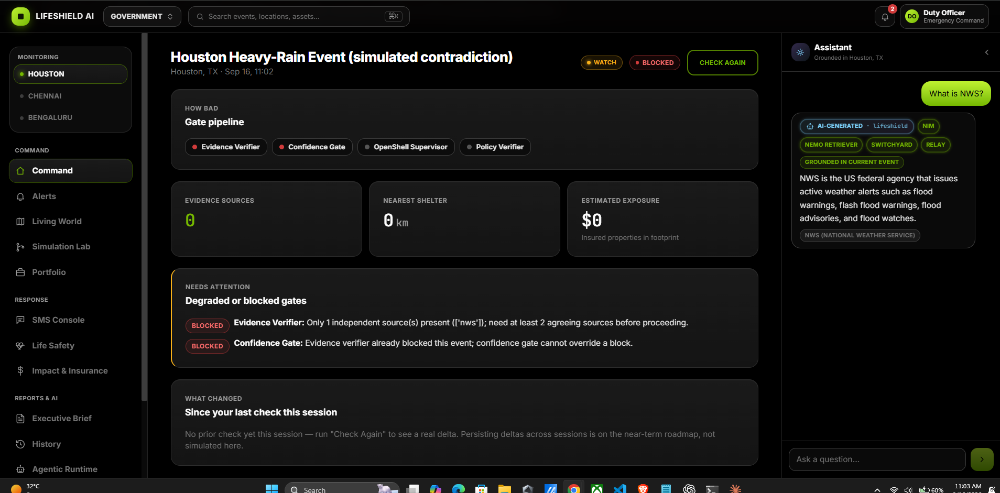 LIFESHIELD AI
GOVERNMENT
Search events, locations, assets...
⌘K
2
DO
Duty Officer
Emergency Command
MONITORING
HOUSTON
CHENNAI
BENGALURU
COMMAND
Command
Alerts
Living World
Simulation Lab
Portfolio
RESPONSE
SMS Console
Life Safety
Impact & Insurance
REPORTS & AI
Executive Brief
History
Agentic Runtime
Houston Heavy-Rain Event (simulated contradiction)
Houston, TX · Sep 16, 11:02
WATCH
BLOCKED
CHECK AGAIN
HOW BAD
Gate pipeline
Evidence Verifier
Confidence Gate
OpenShell Supervisor
Policy Verifier
EVIDENCE SOURCES
0
NEAREST SHELTER
0 km
ESTIMATED EXPOSURE
$0
Insured properties in footprint
NEEDS ATTENTION
Degraded or blocked gates
BLOCKED Evidence Verifier: Only 1 independent source(s) present (['nws']); need at least 2 agreeing sources before proceeding.
BLOCKED Confidence Gate: Evidence verifier already blocked this event; confidence gate cannot override a block.
WHAT CHANGED
Since your last check this session
No prior check yet this session — run "Check Again" to see a real delta. Persisting deltas across sessions is on the near-term roadmap, not
simulated here.
Assistant
Grounded in Houston, TX
What is NWS?
AI-GENERATED · lifeshield
NIM
NEMO RETRIEVER
SWITCHYARD
RELAY
GROUNDED IN CURRENT EVENT
NWS is the US federal agency that issues
active weather alerts such as flood
warnings, flash flood warnings, flood
advisories, and flood watches.
NWS (NATIONAL WEATHER SERVICE)
Ask a question...
32°C
Search
60%
11:03 AM